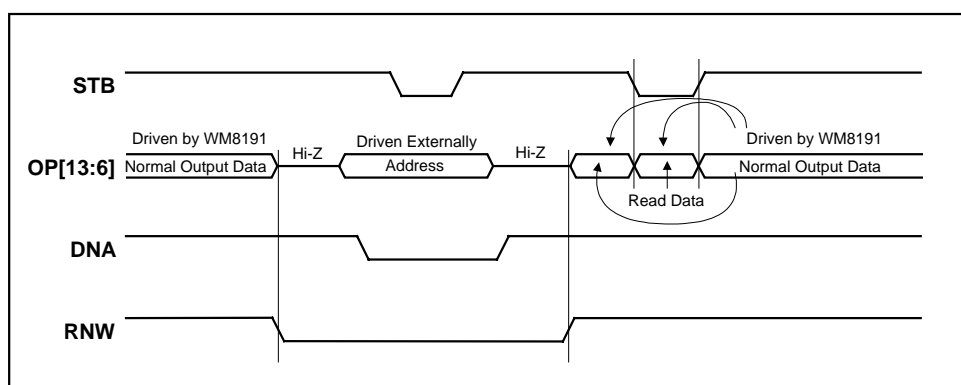 STB
Driven by WM8191
Hi-Z
Driven Externally
Hi-Z
Driven by WM8191
OP[13:6]
Normal Output Data
Address
Normal Output Data
Read Data
DNA
RNW